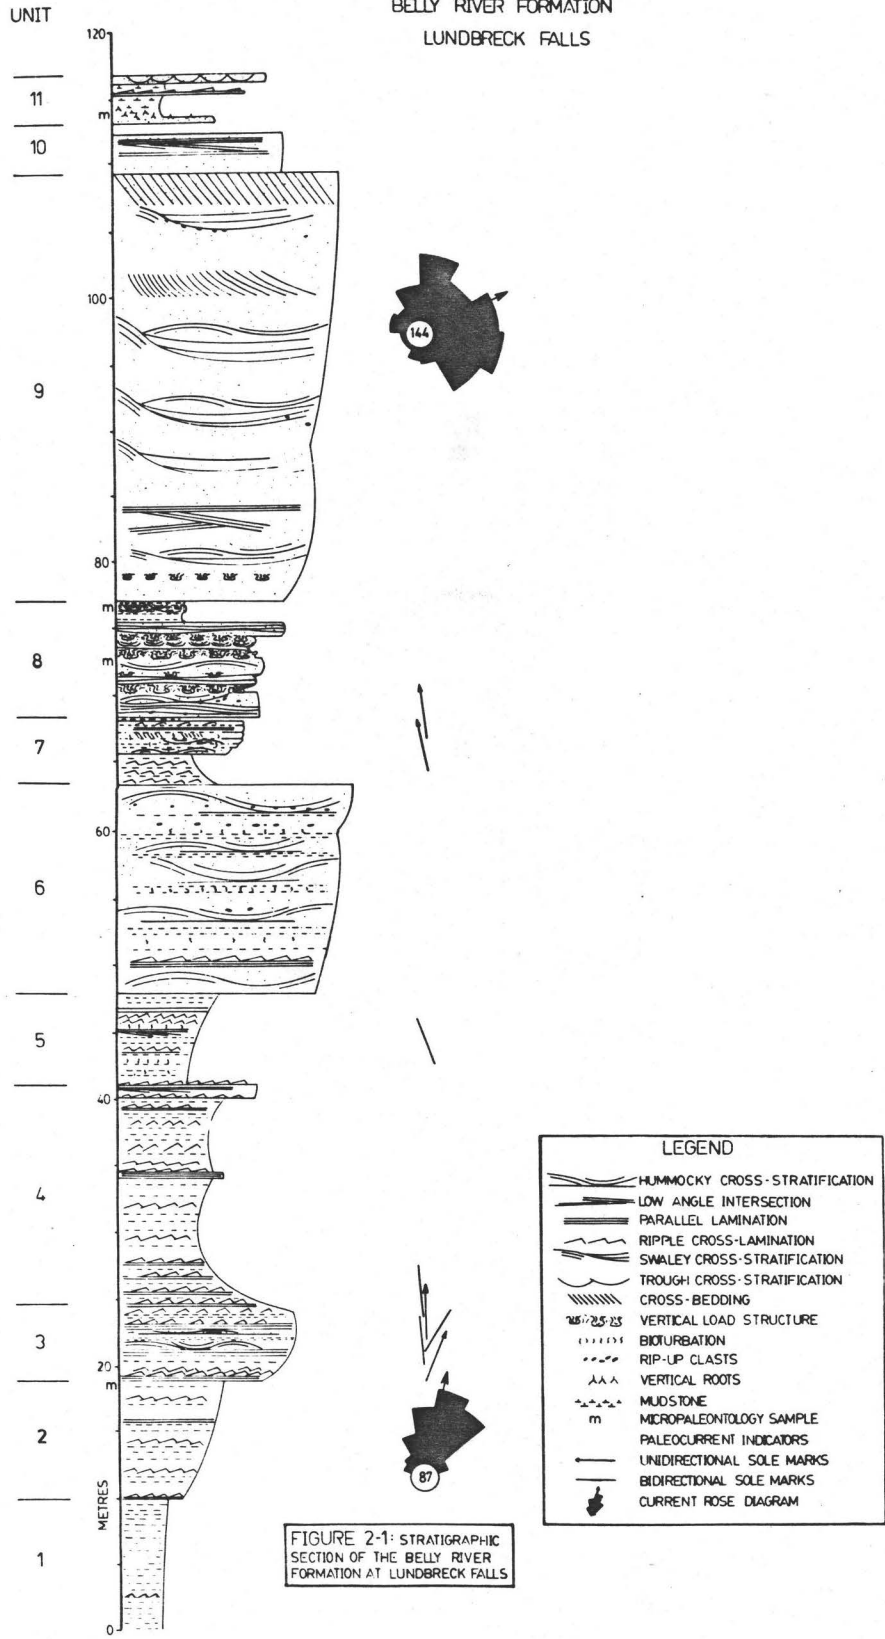 BELLY RIVER FORMATION
LUNDBRECK FALLS
UNIT
120
11
m
10
100
144
9
80
m
8
m
7
60
6
5
40
4
3
20
m
2
87
METRES
1
0
LEGEND
HUMMOCKY CROSS-STRATIFICATION
LOW ANGLE INTERSECTION
PARALLEL LAMINATION
RIPPLE CROSS-LAMINATION
SWALEY CROSS-STRATIFICATION
TROUGH CROSS-STRATIFICATION
CROSS-BEDDING
VERTICAL LOAD STRUCTURE
BIOTURBATION
RIP-UP CLASTS
VERTICAL ROOTS
MUDSTONE
m MICROPALEONTOLOGY SAMPLE
PALEOCURRENT INDICATORS
UNIDIRECTIONAL SOLE MARKS
BIDIRECTIONAL SOLE MARKS
CURRENT ROSE DIAGRAM
FIGURE 2-1: STRATIGRAPHIC
SECTION OF THE BELLY RIVER
FORMATION AT LUNDBRECK FALLS